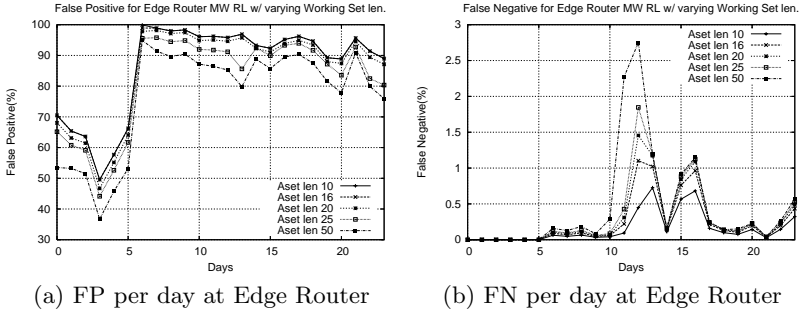 False Positive for Edge Router MW RL w/ varying Working Set len.
False Positive(%)
100
90
80
70
60
50
40
30
0
5
10
15
20
Days
Aset len 10
Aset len 16
Aset len 20
Aset len 25
Aset len 50
(a) FP per day at Edge Router
False Negative for Edge Router MW RL w/ varying Working Set len.
False Negative(%)
3
2.5
2
1.5
1
0.5
0
0
5
10
15
20
Days
Aset len 10
Aset len 16
Aset len 20
Aset len 25
Aset len 50
(b) FN per day at Edge Router